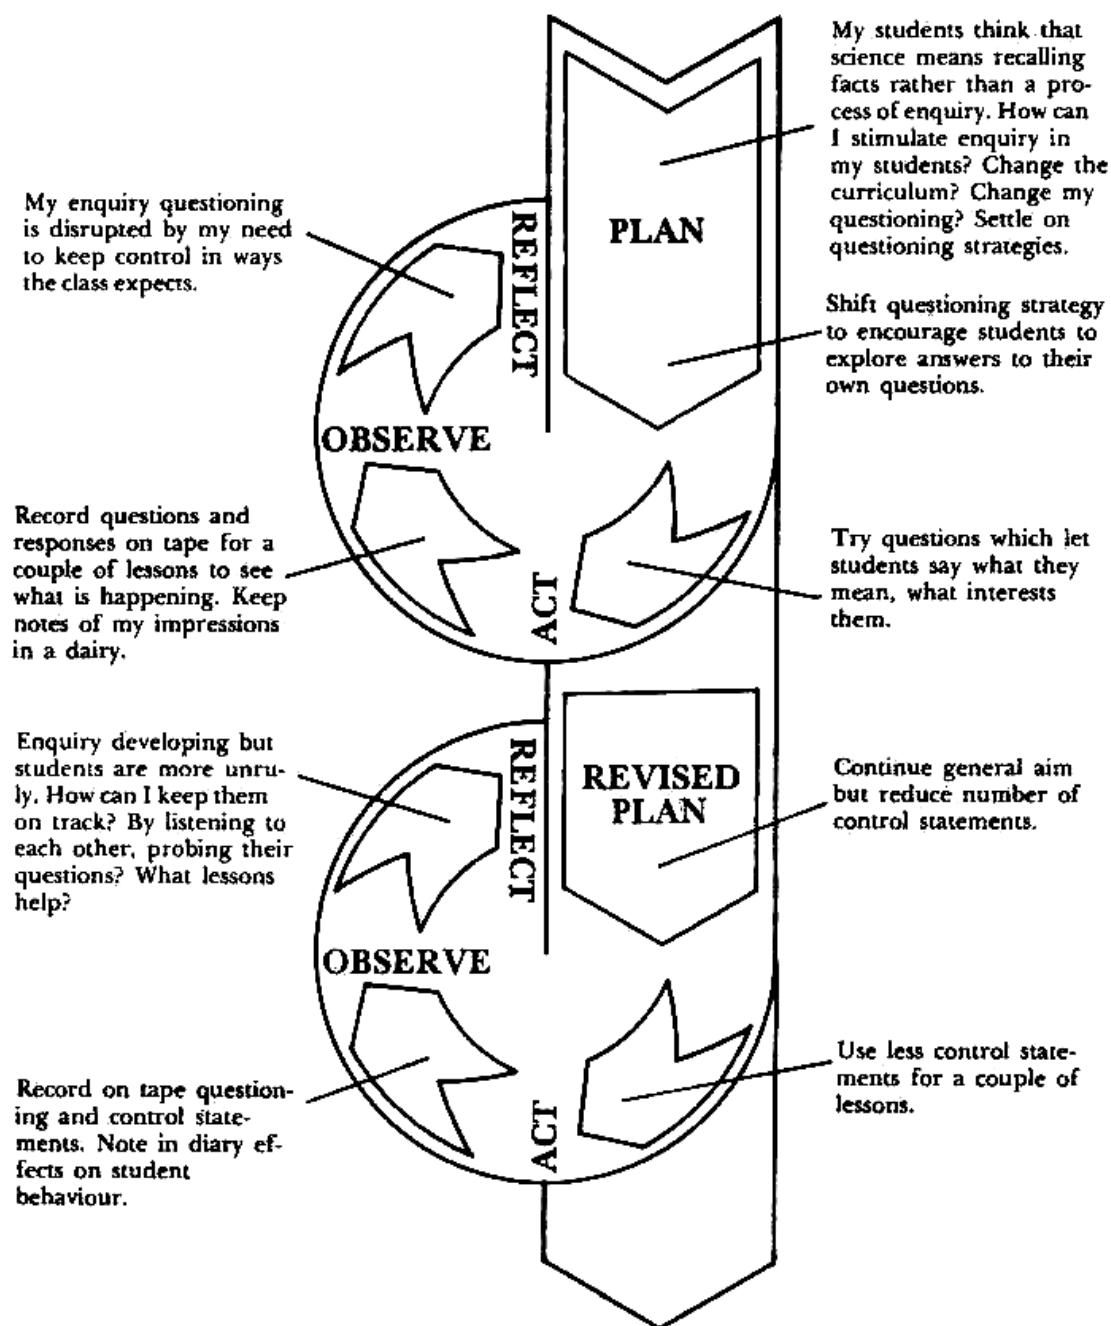 My students think that
science means recalling
facts rather than a pro-
cess of enquiry. How can
I stimulate enquiry in
my students? Change the
curriculum? Change my
questioning? Settle on
questioning strategies.
PLAN
My enquiry questioning
is disrupted by my need
to keep control in ways
the class expects.
REFLECT
Shift questioning strategy
to encourage students to
explore answers to their
own questions.
OBSERVE
Record questions and
responses on tape for a
couple of lessons to see
what is happening. Keep
notes of my impressions
in a dairy.
ACT
Try questions which let
students say what they
mean, what interests
them.
Enquiry developing but
students are more unru-
ly. How can I keep them
on track? By listening to
each other, probing their
questions? What lessons
help?
REFLECT
REVISED
PLAN
Continue general aim
but reduce number of
control statements.
OBSERVE
Record on tape question-
ing and control state-
ments. Note in diary ef-
fects on student
behaviour.
ACT
Use less control state-
ments for a couple of
lessons.